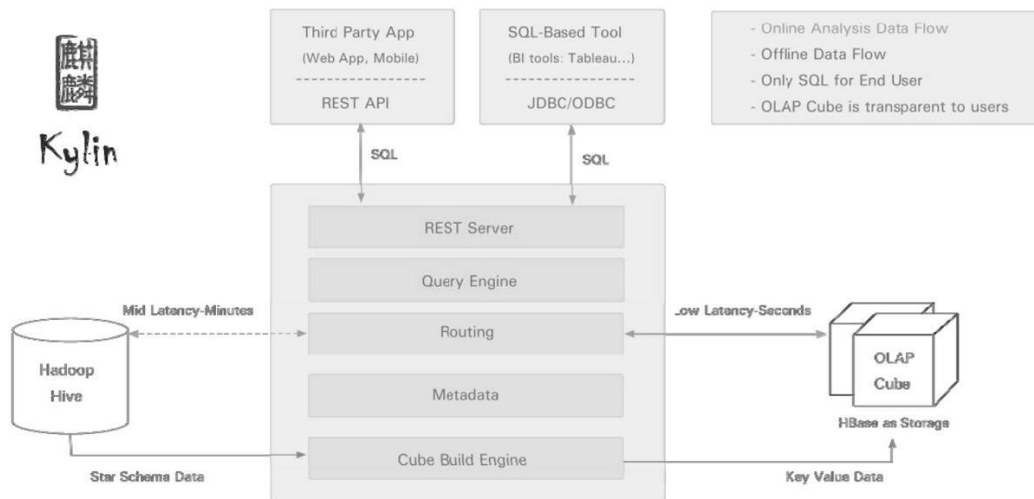 麒
麟
Kylin
Third Party App
(Web App, Mobile)
REST API
SQL-Based Tool
(BI tools: Tableau...)
JDBC/ODBC
- Online Analysis Data Flow
- Offline Data Flow
- Only SQL for End User
- OLAP Cube is transparent to users
SQL
SQL
REST Server
Query Engine
Mid Latency-Minutes
Routing
Low Latency-Seconds
Hadoop
Hive
Metadata
OLAP
Cube
HBase as Storage
Cube Build Engine
Star Schema Data
Key Value Data